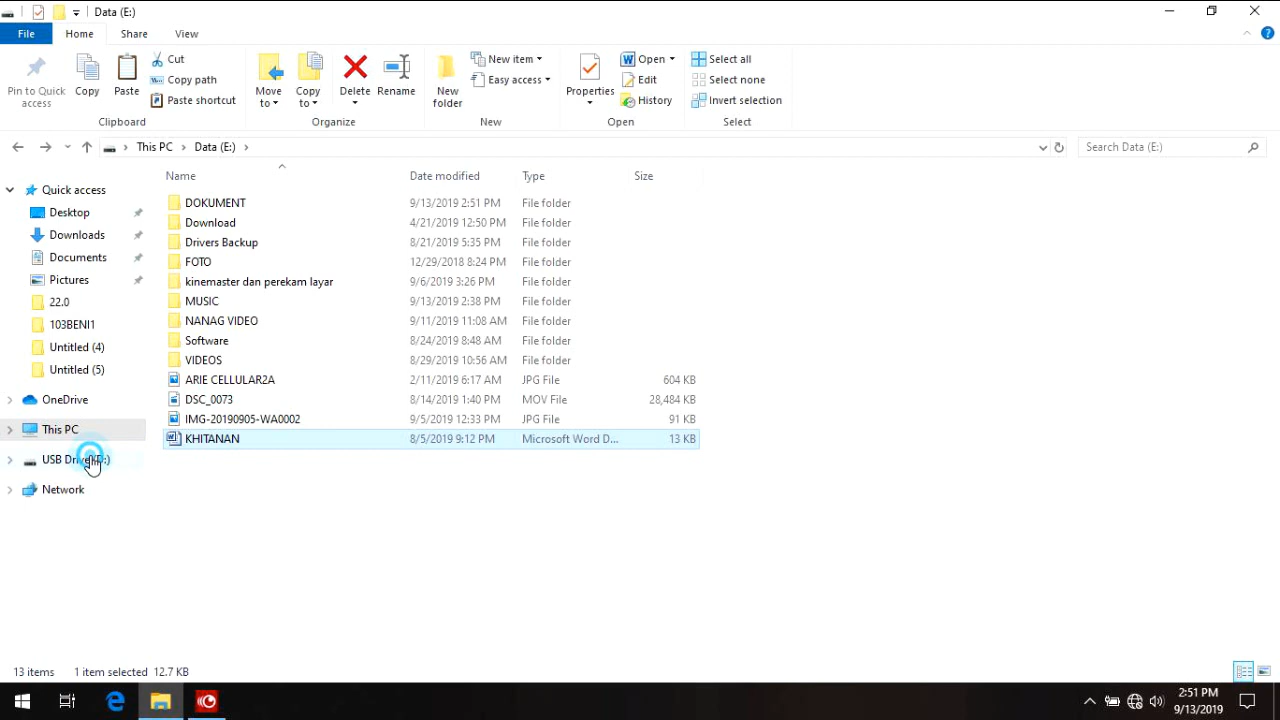 Data (E:)
File Home Share View
Pin to Quick access
Copy
Paste
Cut
Copy path
Paste shortcut
Clipboard
Move to
Copy to
Delete
Rename
Organize
New folder
New item
Easy access
New
Properties
Open
Edit
History
Open
Select all
Select none
Invert selection
Select
This PC Data (E:)
Search Data (E:)
Name Date modified Type Size
Quick access
Desktop
Downloads
Documents
Pictures
22.0
103BENI1
Untitled (4)
Untitled (5)
OneDrive
This PC
USB Drive
Network
DOKUMENT 9/13/2019 2:51 PM File folder
Download 4/21/2019 12:50 PM File folder
Drivers Backup 8/21/2019 5:35 PM File folder
FOTO 12/29/2018 8:24 PM File folder
kinemaster dan perekam layar 9/6/2019 3:26 PM File folder
MUSIC 9/13/2019 2:38 PM File folder
NANAG VIDEO 9/11/2019 11:08 AM File folder
Software 8/24/2019 8:48 AM File folder
VIDEOS 8/29/2019 10:56 AM File folder
ARIE CELLULAR2A 2/11/2019 6:17 AM JPG File 604 KB
DSC_0073 8/14/2019 1:40 PM MOV File 28,484 KB
IMG-20190905-WA0002 9/5/2019 12:33 PM JPG File 91 KB
KHITANAN 8/5/2019 9:12 PM Microsoft Word D... 13 KB
13 items 1 item selected 12.7 KB
2:51 PM
9/13/2019